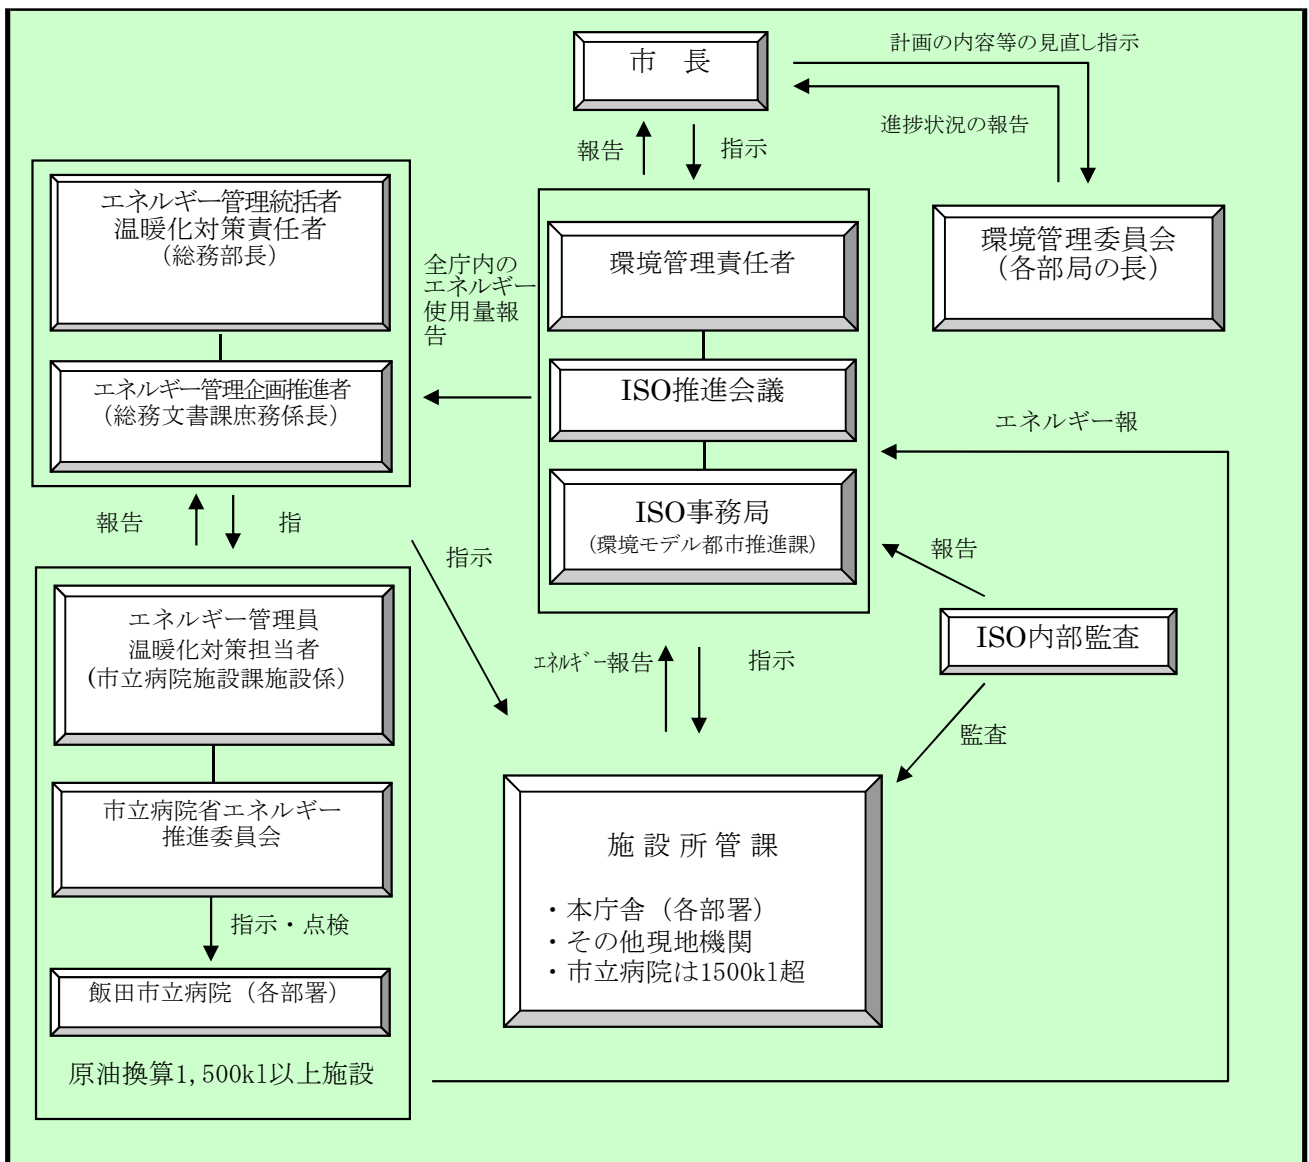 市　長
計画の内容等の見直し指示
進捗状況の報告
報告
指示
エネルギー管理統括者
温暖化対策責任者
（総務部長）
エネルギー管理企画推進者
（総務文書課庶務係長）
全庁内の
エネルギー
使用量報
告
環境管理責任者
ISO推進会議
ISO事務局
（環境モデル都市推進課）
環境管理委員会
（各部局の長）
エネルギー報
報告
指
指示
報告
ISO内部監査
監査
エネルギー管理員
温暖化対策担当者
(市立病院施設課施設係）
市立病院省エネルギー
推進委員会
指示・点検
飯田市立病院（各部署）
原油換算1,500kl以上施設
ｴﾈﾙｷﾞｰ報告
指示
施 設 所 管 課
・本庁舎（各部署）
・その他現地機関
・市立病院は1500kl超